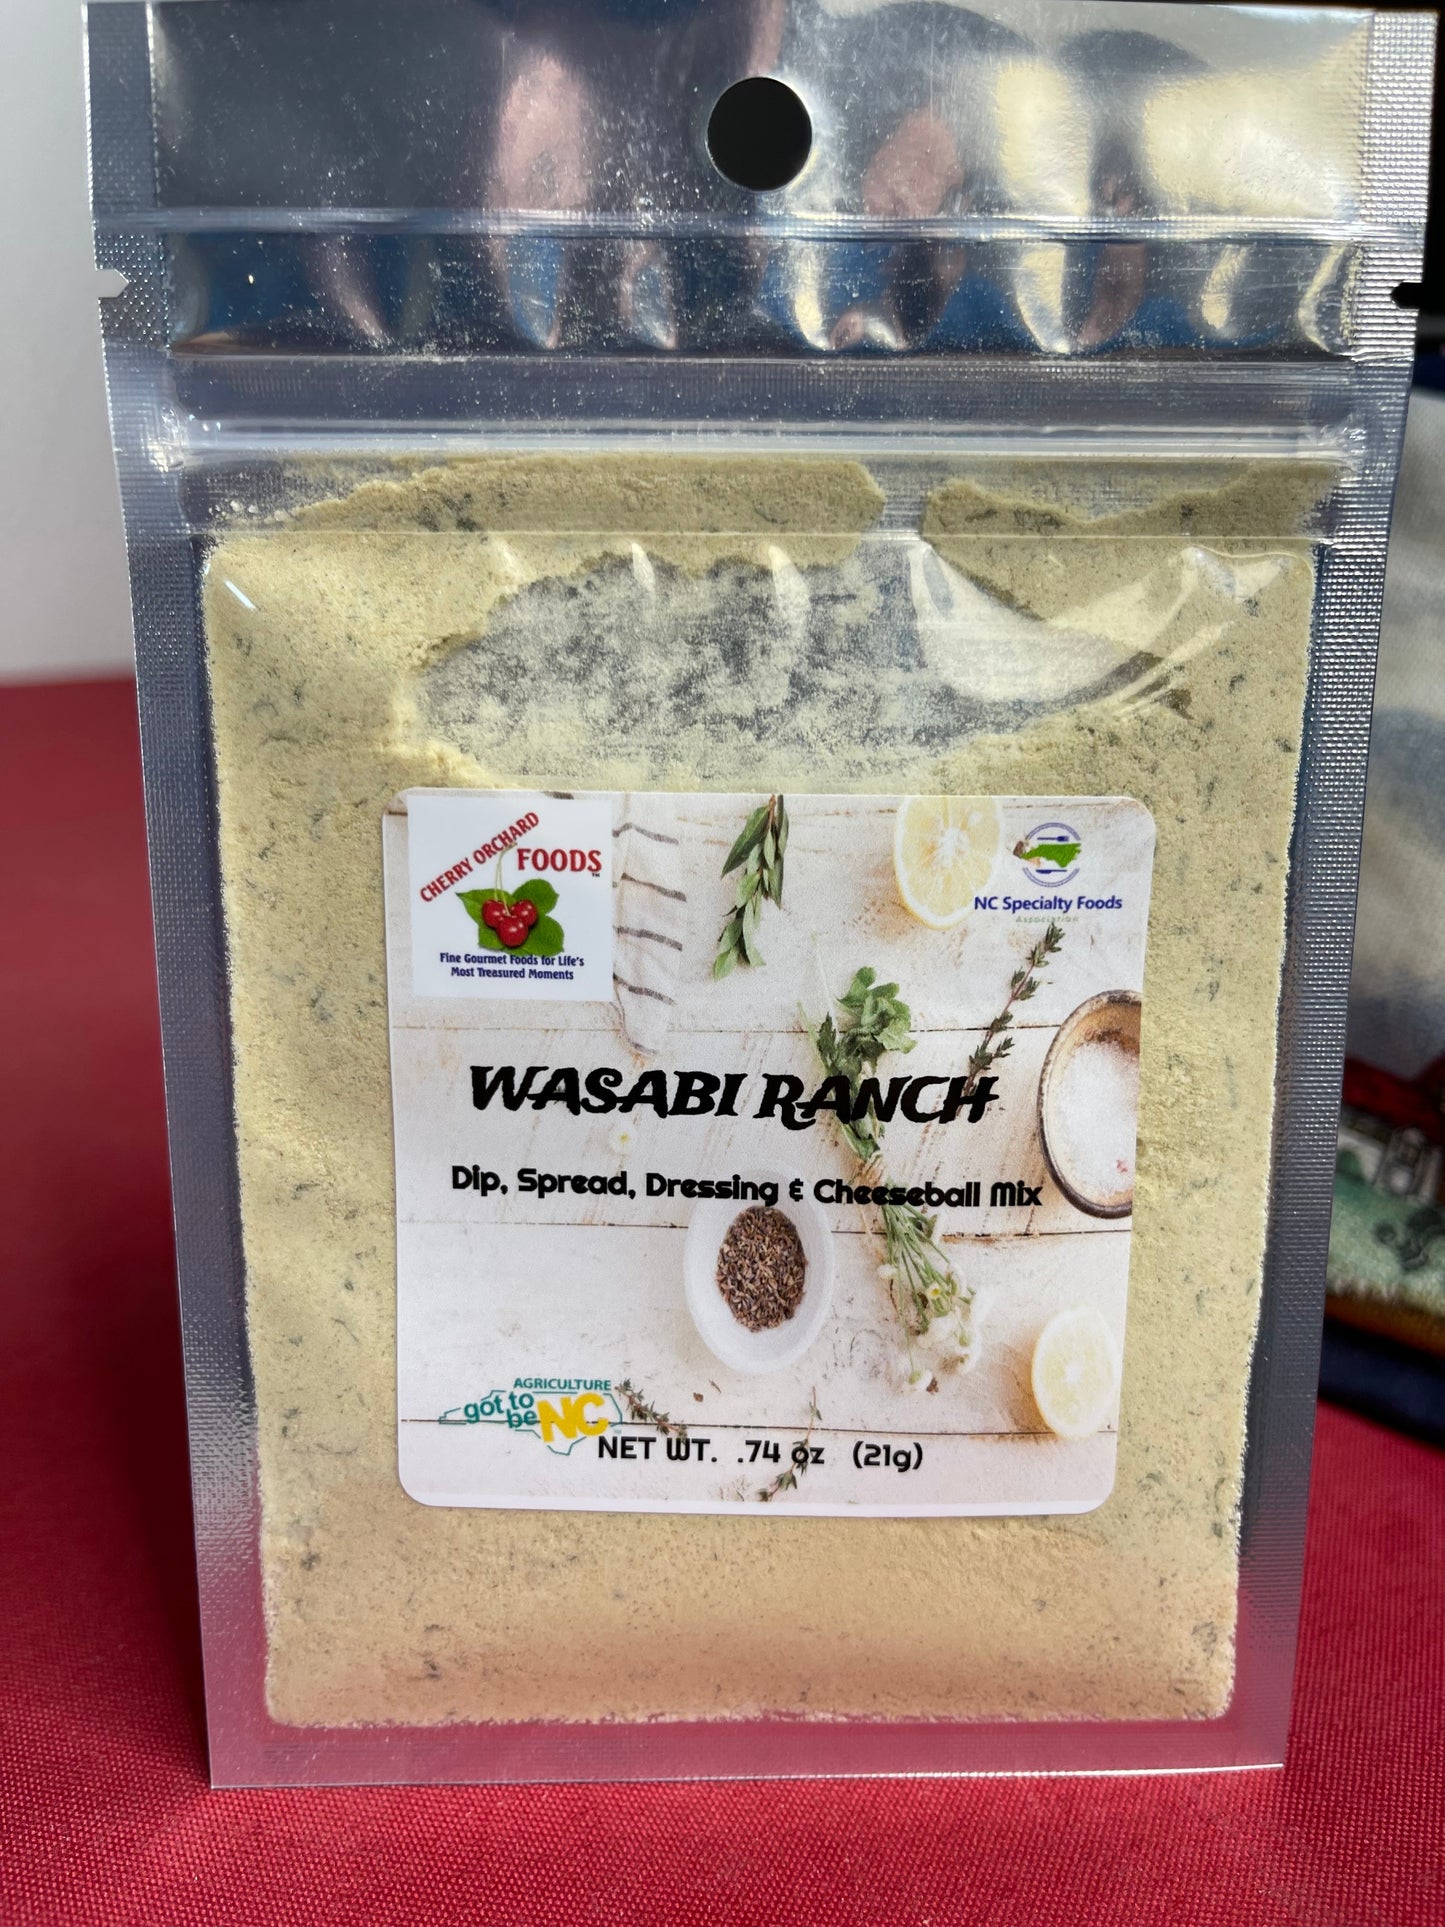 CHERRY ORCHARD
FOODS
™
Fine Gourmet Foods for Life's
Most Treasured Moments
NC Specialty Foods
Association
WASABI RANCH
Dip, Spread, Dressing & Cheeseball Mix
AGRICULTURE
got to
be NC
NET WT. .74 oz (21g)